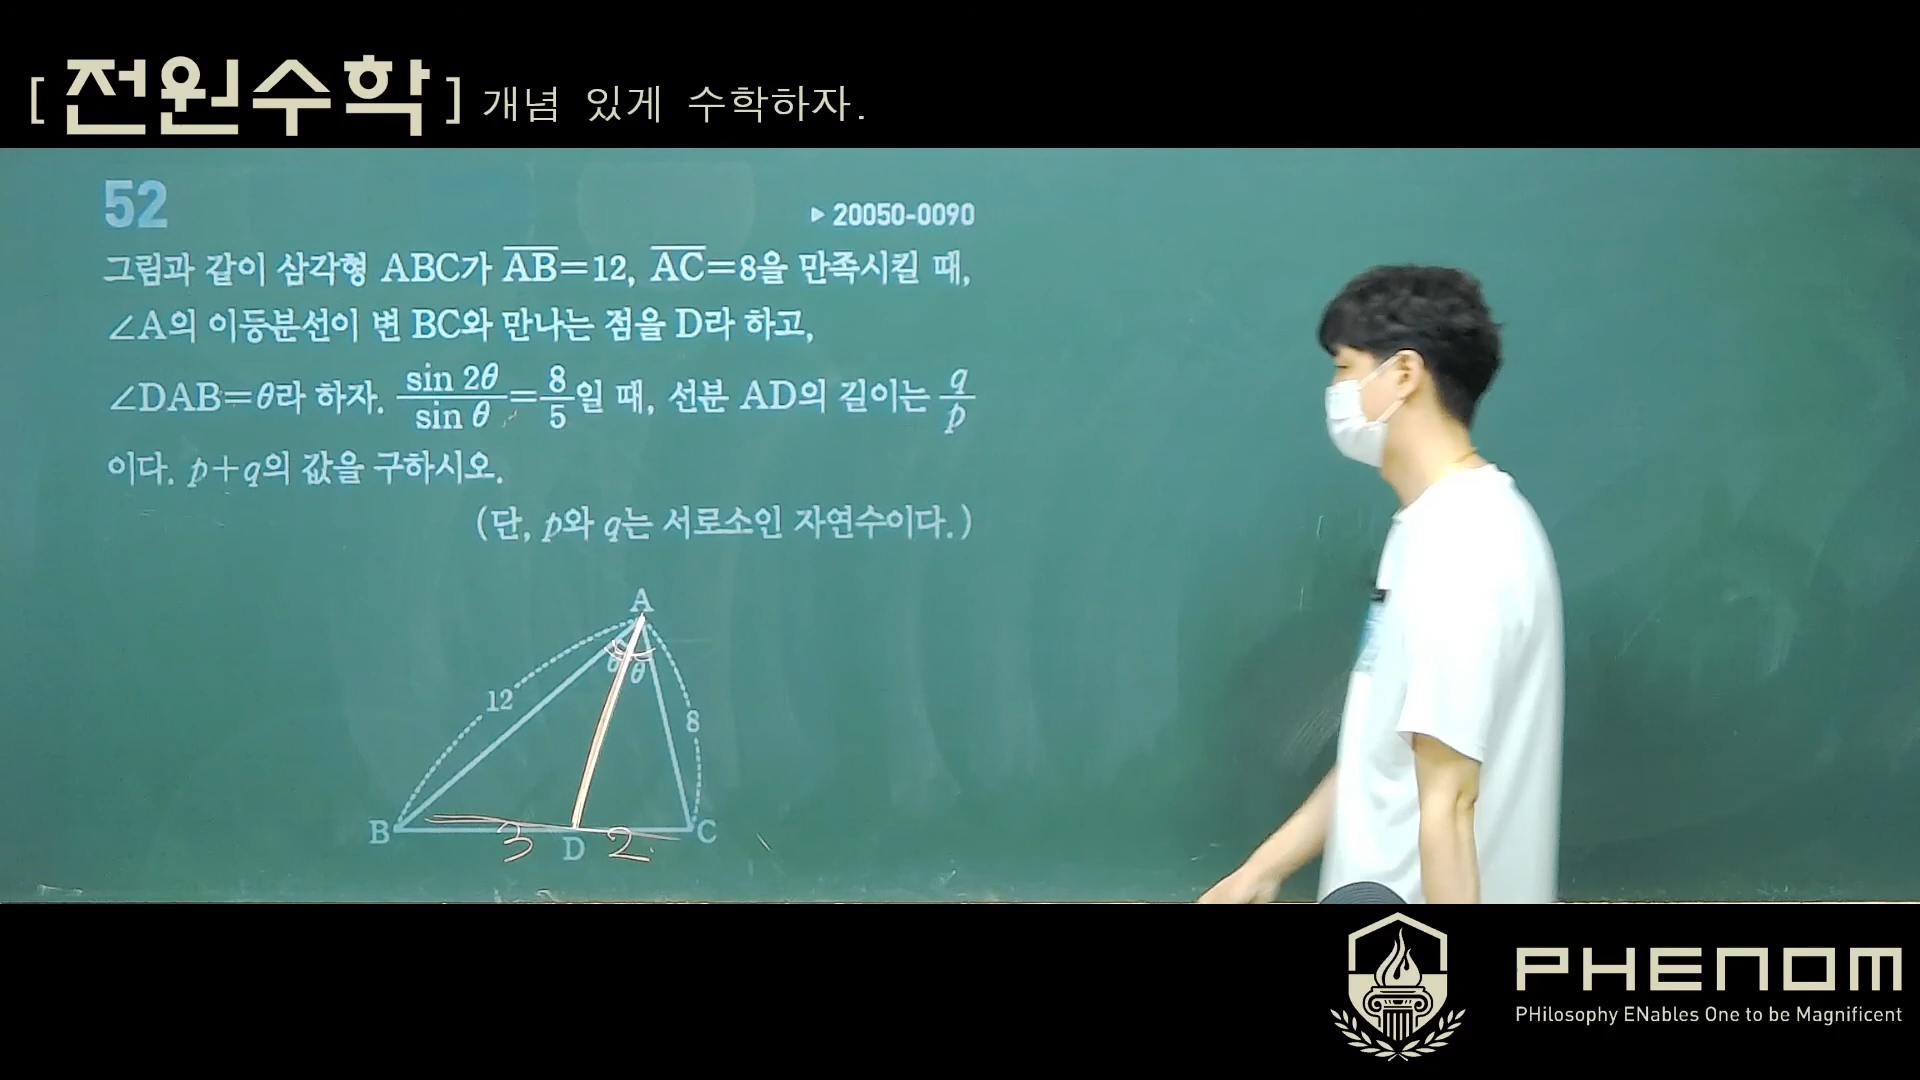 [전원수학] 개념 있게 수학하자.
52
▶ 20050-0090
그림과 같이 삼각형 ABC가 \overline{AB}=12, \overline{AC}=8을 만족시킬 때,
∠A의 이등분선이 변 BC와 만나는 점을 D라 하고,
∠DAB=θ라 하자. \frac{sin 2θ}{sin θ}=\frac{8}{5}일 때, 선분 AD의 길이는 \frac{q}{p}
이다. p+q의 값을 구하시오.
(단, p와 q는 서로소인 자연수이다.)
A
θ θ
12
8
B 3 D 2 C
PHENOM
PHilosophy ENables One to be Magnificent